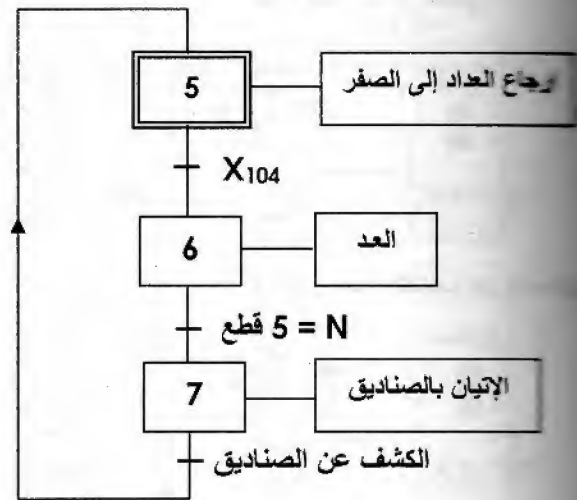 5
رجاع العداد إلى الصفر
X104
6
العد
N = 5 قطع
7
الإتيان بالصناديق
الكشف عن الصناديق